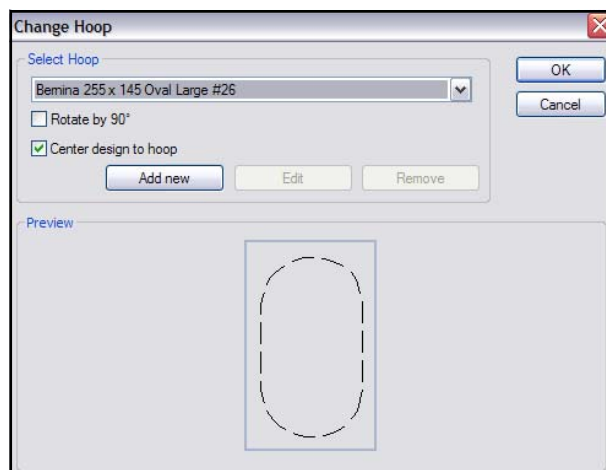 Change Hoop
Select Hoop
Bernina 255 x 145 Oval Large #26
Rotate by 90°
Center design to hoop
Add new
Edit
Remove
OK
Cancel
Preview